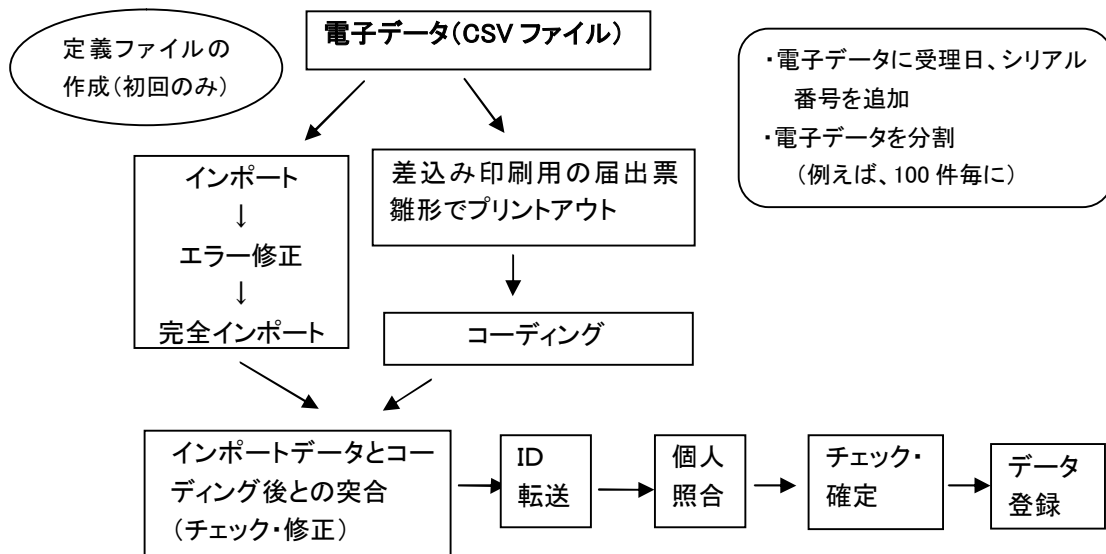 定義ファイルの
作成(初回のみ)
電子データ(CSV ファイル)
・電子データに受理日、シリアル
番号を追加
・電子データを分割
(例えば、100 件毎に)
インポート
↓
エラー修正
↓
完全インポート
差込み印刷用の届出票
雛形でプリントアウト
コーディング
インポートデータとコー
ディング後との突合
(チェック・修正)
ID
転送
個人
照合
チェック・
確定
データ
登録